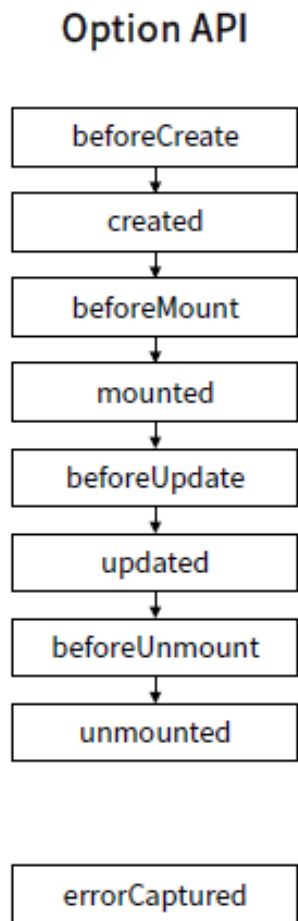 Option API
beforeCreate
created
beforeMount
mounted
beforeUpdate
updated
beforeUnmount
unmounted
errorCaptured